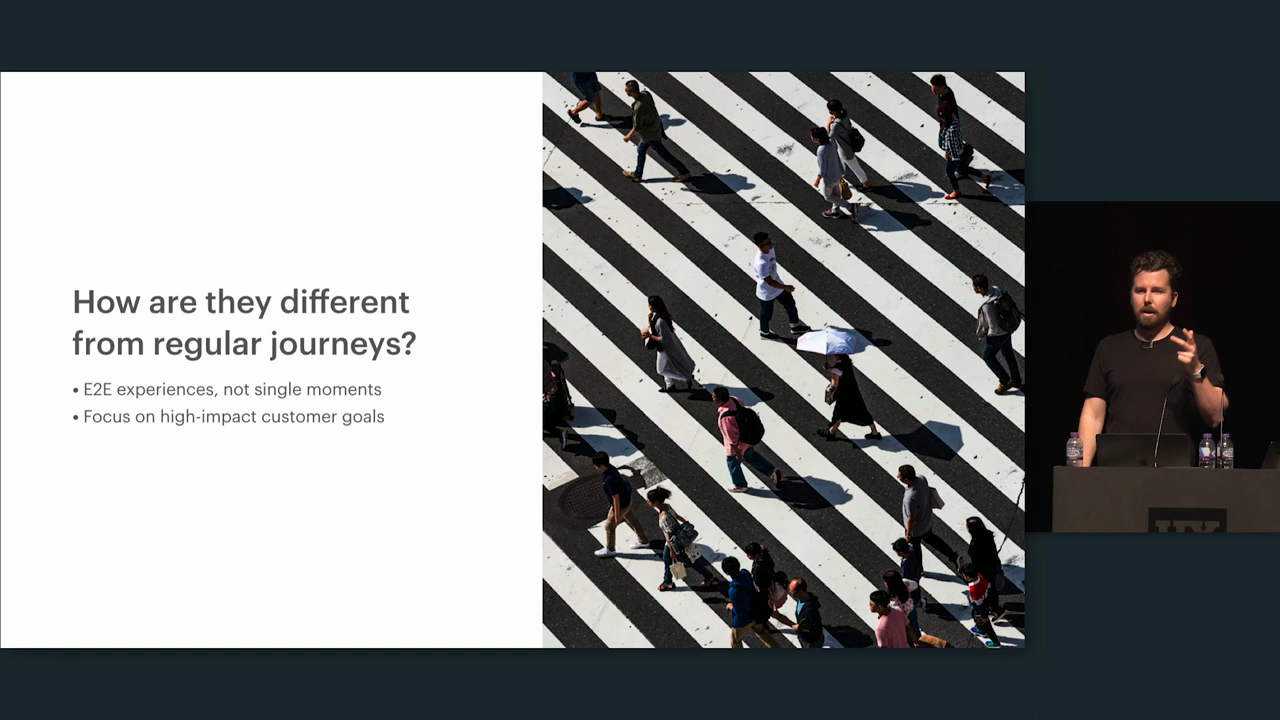 How are they different
from regular journeys?
• E2E experiences, not single moments
• Focus on high-impact customer goals